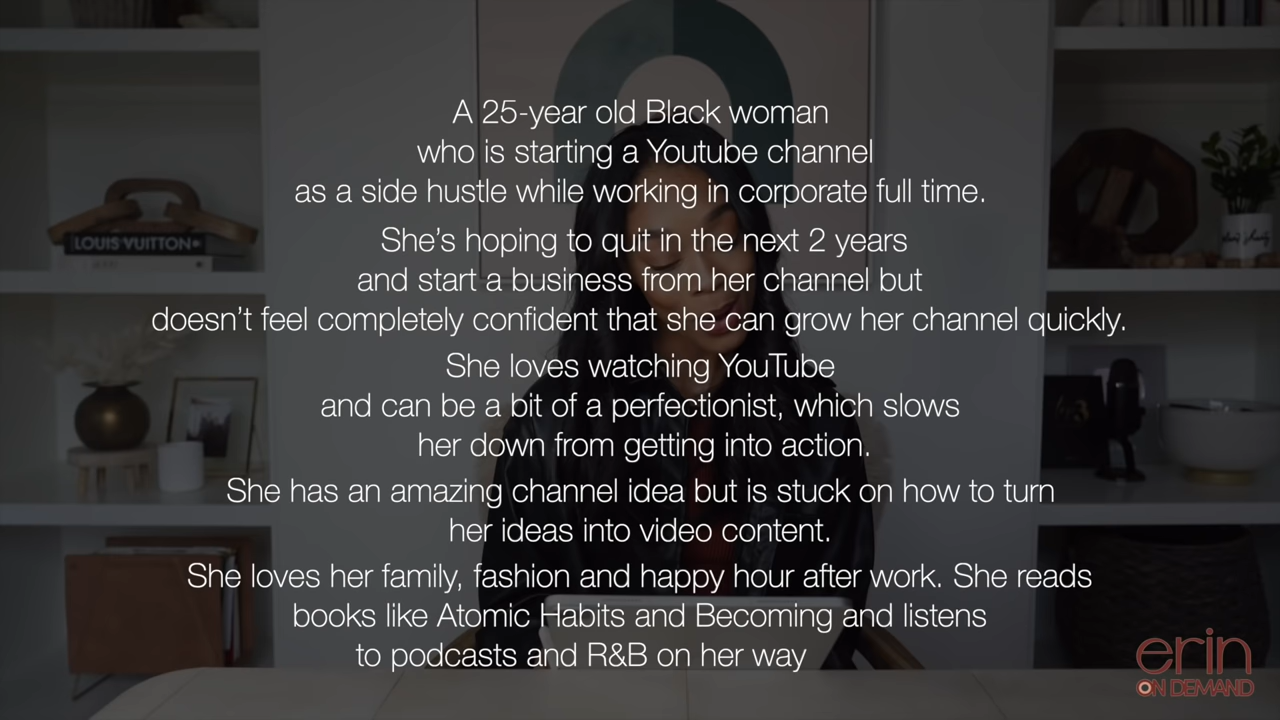 A 25-year old Black woman
who is starting a Youtube channel
as a side hustle while working in corporate full time.
She's hoping to quit in the next 2 years
and start a business from her channel but
doesn't feel completely confident that she can grow her channel quickly.
She loves watching YouTube
and can be a bit of a perfectionist, which slows
her down from getting into action.
She has an amazing channel idea but is stuck on how to turn
her ideas into video content.
She loves her family, fashion and happy hour after work. She reads
books like Atomic Habits and Becoming and listens
to podcasts and R&B on her way
LOUIS VUITTON
erin
ON DEMAND